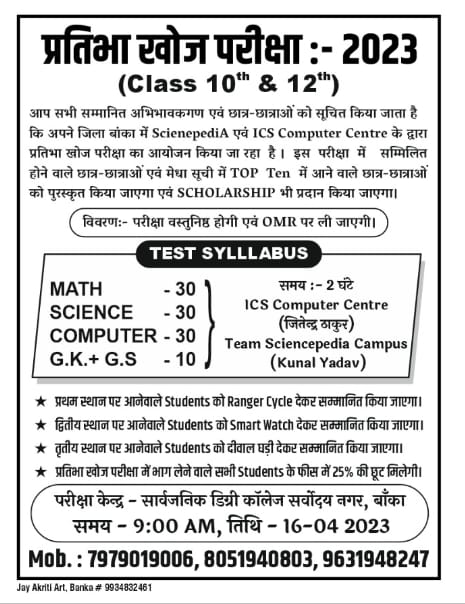 प्रतिभा खोज परीक्षा :- 2023
(Class 10th & 12th)
आप सभी सम्मानित अभिभावकगण एवं छात्र-छात्राओं को सूचित किया जाता है
कि अपने जिला बांका में ScienepediA एवं ICS Computer Centre के द्वारा
प्रतिभा खोज परीक्षा का आयोजन किया जा रहा है। इस परीक्षा में सम्मिलित
होने वाले छात्र-छात्राओं एवं मेधा सूची में TOP Ten में आने वाले छात्र-छात्राओं
को पुरस्कृत किया जाएगा एवं SCHOLARSHIP भी प्रदान किया जाएगा।
विवरण:- परीक्षा वस्तुनिष्ठ होगी एवं OMR पर ली जाएगी।
TEST SYLLLABUS
MATH - 30
SCIENCE - 30
COMPUTER - 30
G.K.+ G.S - 10
समय :- 2 घंटे
ICS Computer Centre
(जितेन्द्र ठाकुर)
Team Sciencepedia Campus
(Kunal Yadav)
★ प्रथम स्थान पर आनेवाले Students को Ranger Cycle देकर सम्मानित किया जाएगा।
★ द्वितीय स्थान पर आनेवाले Students को Smart Watch देकर सम्मानित किया जाएगा।
★ तृतीय स्थान पर आनेवाले Students को दीवाल घड़ी देकर सम्मानित किया जाएगा।
★ प्रतिभा खोज परीक्षा में भाग लेने वाले सभी Students के फीस में 25% की छूट मिलेगी।
परीक्षा केन्द्र - सार्वजनिक डिग्री कॉलेज सर्वोदय नगर, बाँका
समय - 9:00 AM, तिथि - 16-04 2023
Mob. : 7979019006, 8051940803, 9631948247
Jay Akriti Art, Banka # 9934832461